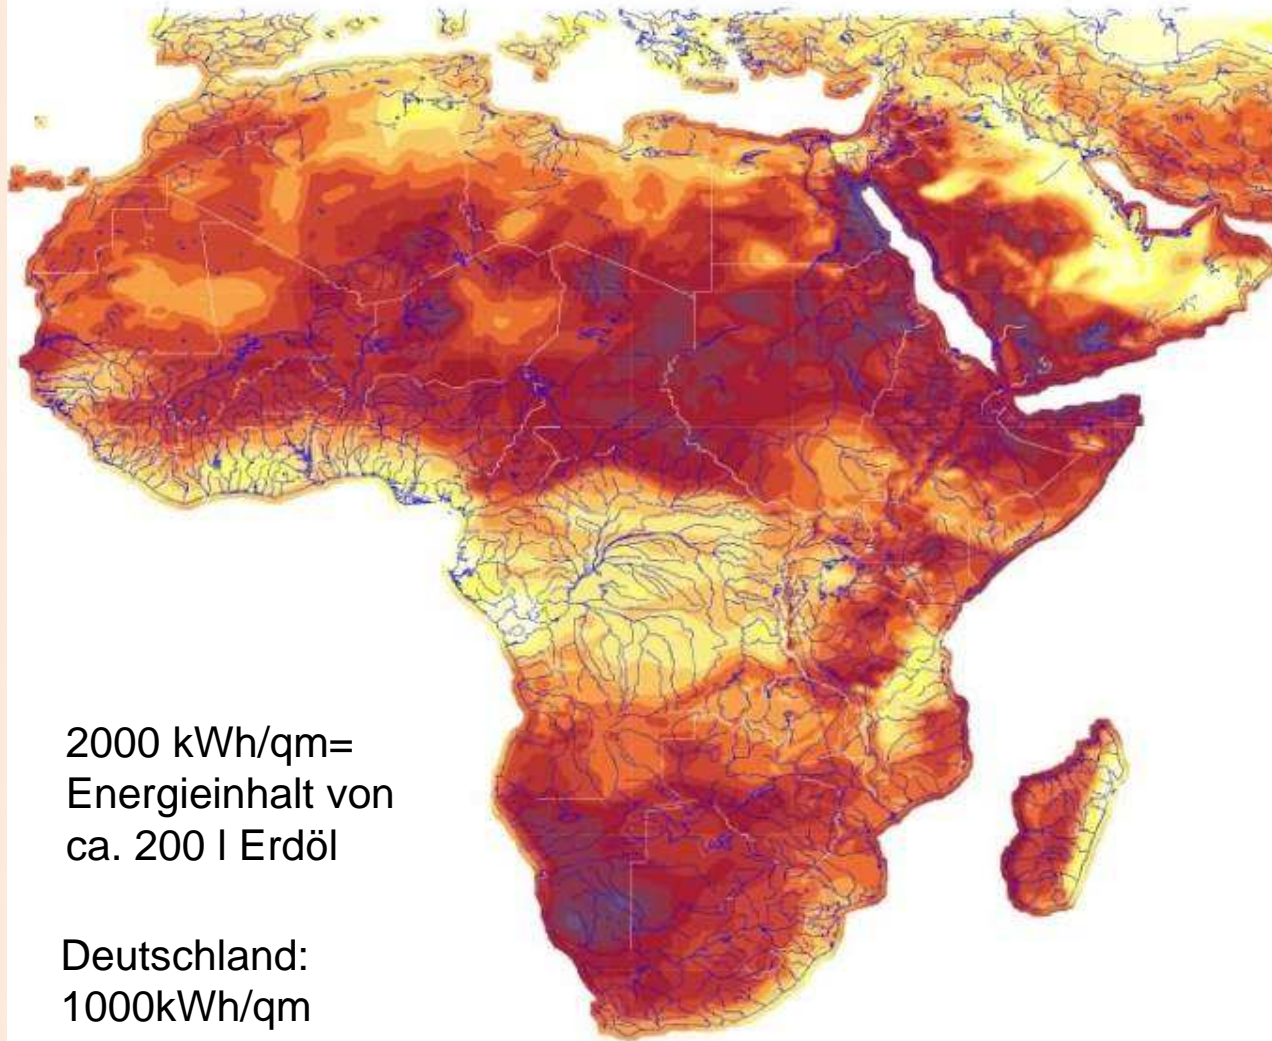 2000 kWh/qm=
Energieinhalt von
ca. 200 l Erdöl
Deutschland:
1000kWh/qm